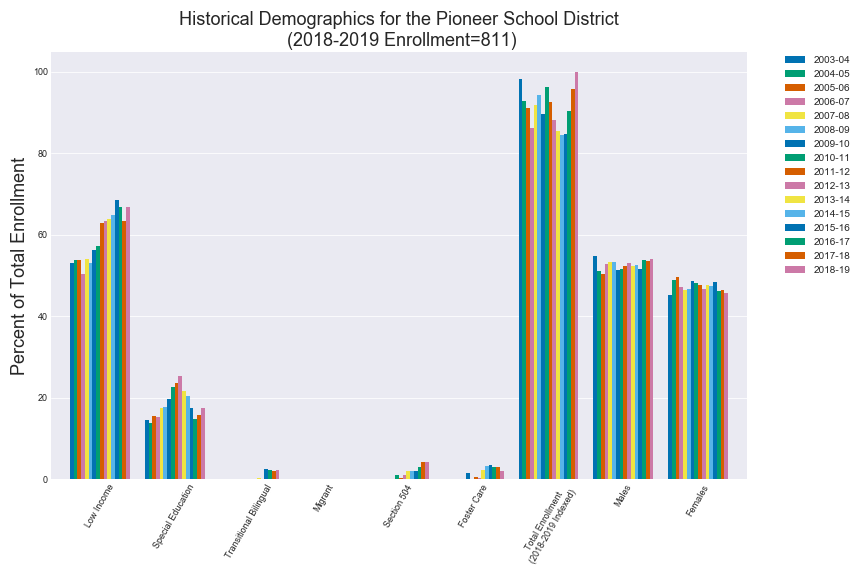 Historical Demographics for the Pioneer School District
(2018-2019 Enrollment=811)
Percent of Total Enrollment
100
80
60
40
20
0
Low Income
Special Education
Transitional Bilingual
Migrant
Section 504
Foster Care
Total Enrollment
(2018-2019 Indexed)
Males
Females
2003-04
2004-05
2005-06
2006-07
2007-08
2008-09
2009-10
2010-11
2011-12
2012-13
2013-14
2014-15
2015-16
2016-17
2017-18
2018-19